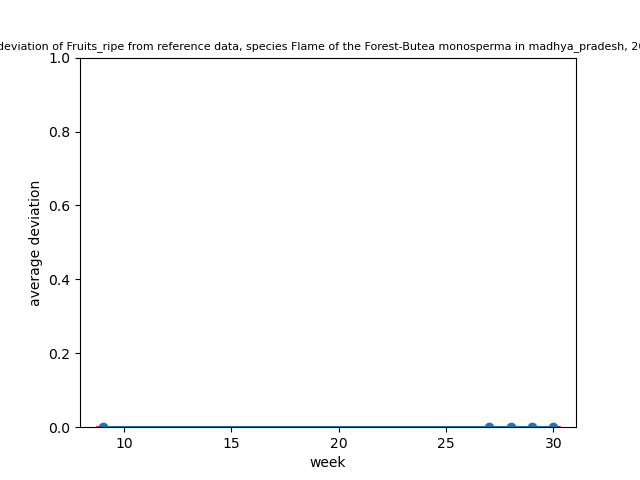 deviation of Fruits_ripe from reference data, species Flame of the Forest-Butea monosperma in madhya_pradesh,
1.0
0.8
0.6
0.4
0.2
0.0
average deviation
10 15 20 25 30
week